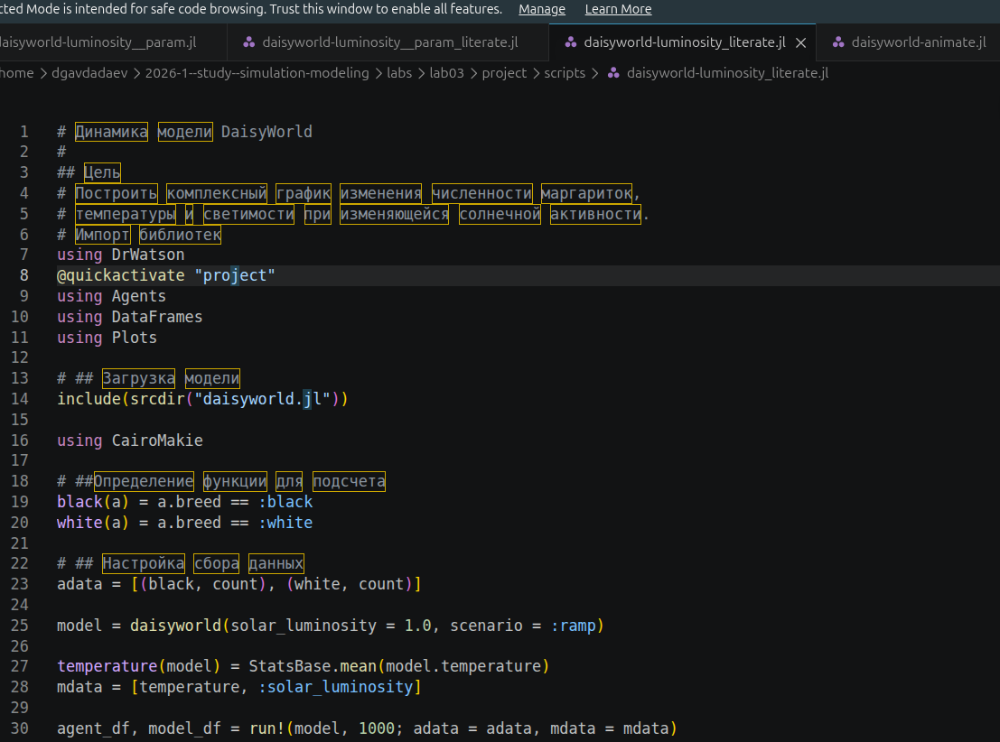 cted Mode is intended for safe code browsing. Trust this window to enable all features. Manage Learn More
daisyworld-luminosity__param.jl daisyworld-luminosity__param_literate.jl daisyworld-luminosity_literate.jl daisyworld-animate.jl
home > dgavdadaev > 2026-1--study--simulation-modeling > labs > lab03 > project > scripts > daisyworld-luminosity_literate.jl
1 # Динамика модели DaisyWorld
2 #
3 ## Цель
4 # Построить комплексный график изменения численности маргариток,
5 # температуры и светимости при изменяющейся солнечной активности.
6 # Импорт библиотек
7 using DrWatson
8 @quickactivate "project"
9 using Agents
10 using DataFrames
11 using Plots
12
13 # ## Загрузка модели
14 include(srcdir("daisyworld.jl"))
15
16 using CairoMakie
17
18 # ##Определение функции для подсчета
19 black(a) = a.breed == :black
20 white(a) = a.breed == :white
21
22 # ## Настройка сбора данных
23 adata = [(black, count), (white, count)]
24
25 model = daisyworld(solar_luminosity = 1.0, scenario = :ramp)
26
27 temperature(model) = StatsBase.mean(model.temperature)
28 mdata = [temperature, :solar_luminosity]
29
30 agent_df, model_df = run!(model, 1000; adata = adata, mdata = mdata)